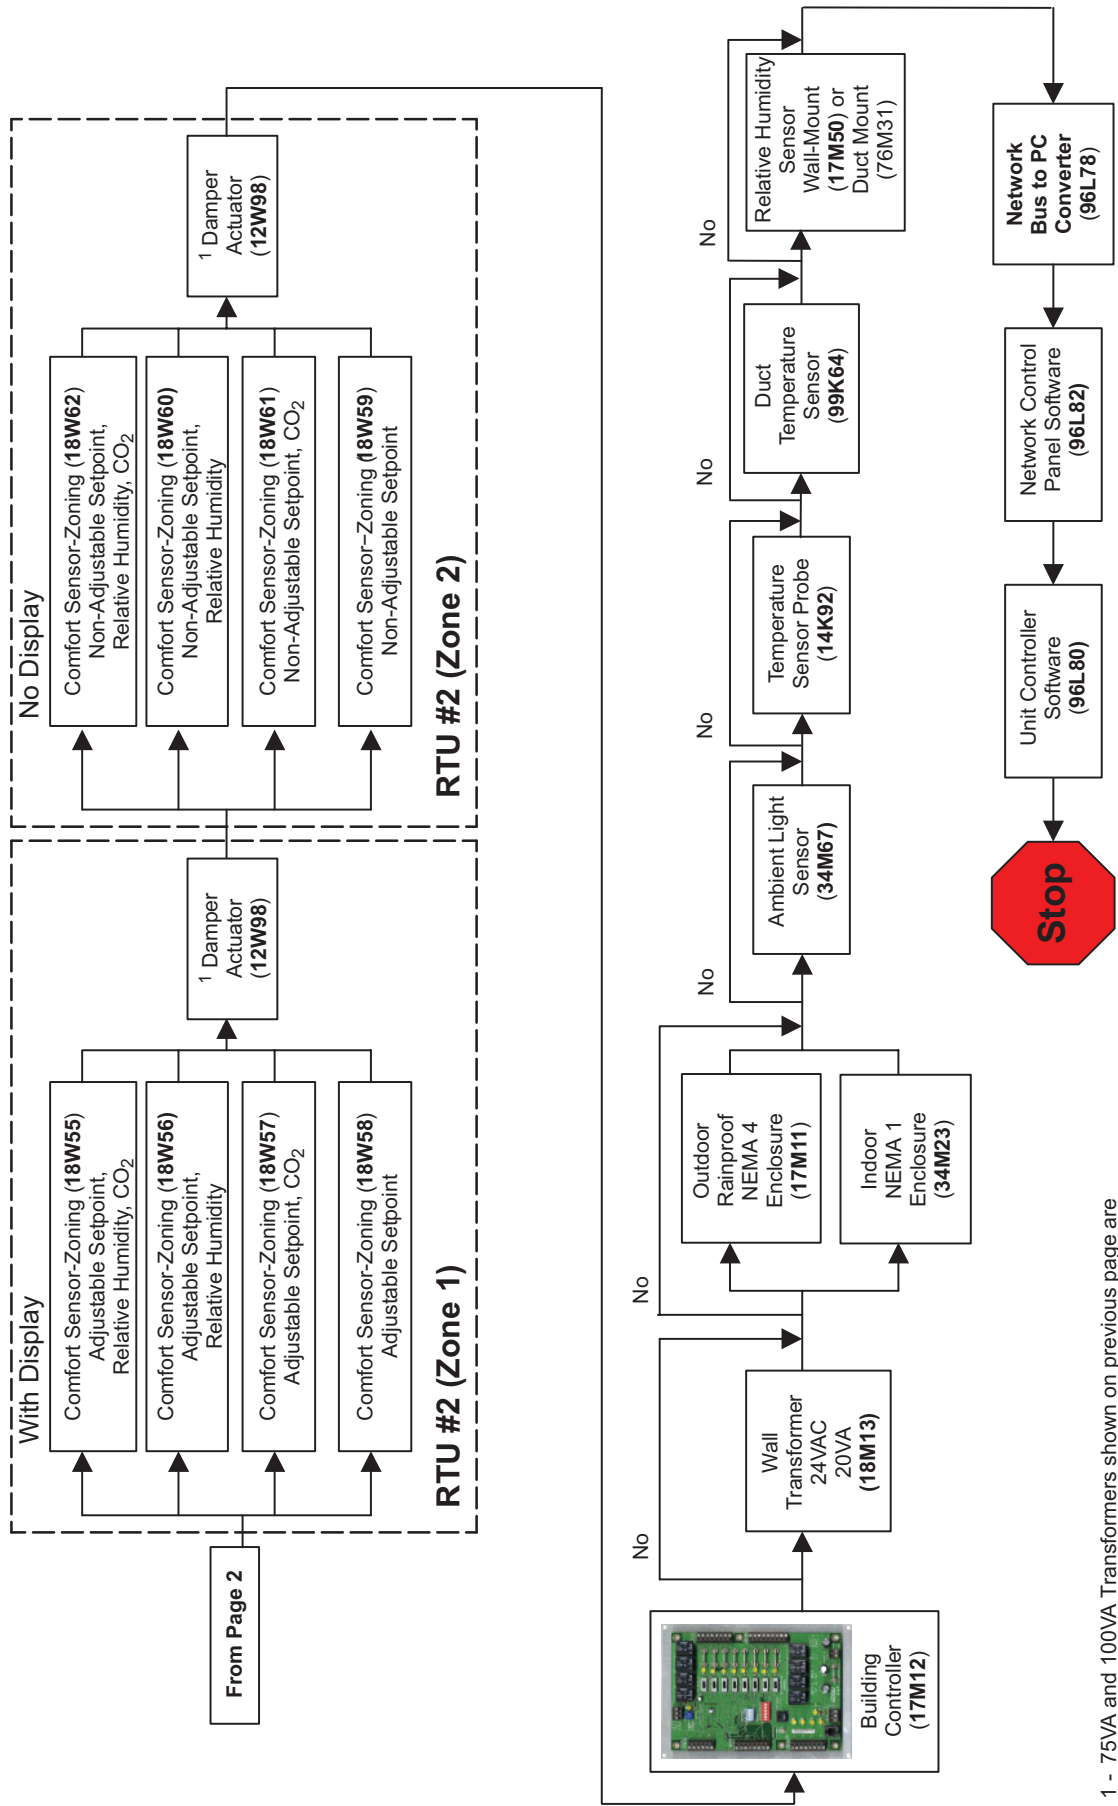 With Display
Comfort Sensor-Zoning (18W55)
Adjustable Setpoint,
Relative Humidity, CO2
Comfort Sensor-Zoning (18W56)
Adjustable Setpoint,
Relative Humidity
Comfort Sensor-Zoning (18W57)
Adjustable Setpoint, CO2
Comfort Sensor-Zoning (18W58)
Adjustable Setpoint
RTU #2 (Zone 1)
From Page 2
1 Damper
Actuator
(12W98)
No Display
Comfort Sensor-Zoning (18W62)
Non-Adjustable Setpoint,
Relative Humidity, CO2
Comfort Sensor-Zoning (18W60)
Non-Adjustable Setpoint,
Relative Humidity
Comfort Sensor-Zoning (18W61)
Non-Adjustable Setpoint, CO2
Comfort Sensor-Zoning (18W59)
Non-Adjustable Setpoint
RTU #2 (Zone 2)
1 Damper
Actuator
(12W98)
Building
Controller
(17M12)
No
Wall
Transformer
24VAC
20VA
(18M13)
No
Outdoor
Rainproof
NEMA 4
Enclosure
(17M11)
Indoor
NEMA 1
Enclosure
(34M23)
No
Ambient Light
Sensor
(34M67)
No
Temperature
Sensor Probe
(14K92)
No
Duct
Temperature
Sensor
(99K64)
No
Relative Humidity
Sensor
Wall-Mount
(17M50) or
Duct Mount
(76M31)
Network
Bus to PC
Converter
(96L78)
Network Control
Panel Software
(96L82)
Unit Controller
Software
(96L80)
Stop
1 - 75VA and 100VA Transformers shown on previous page are